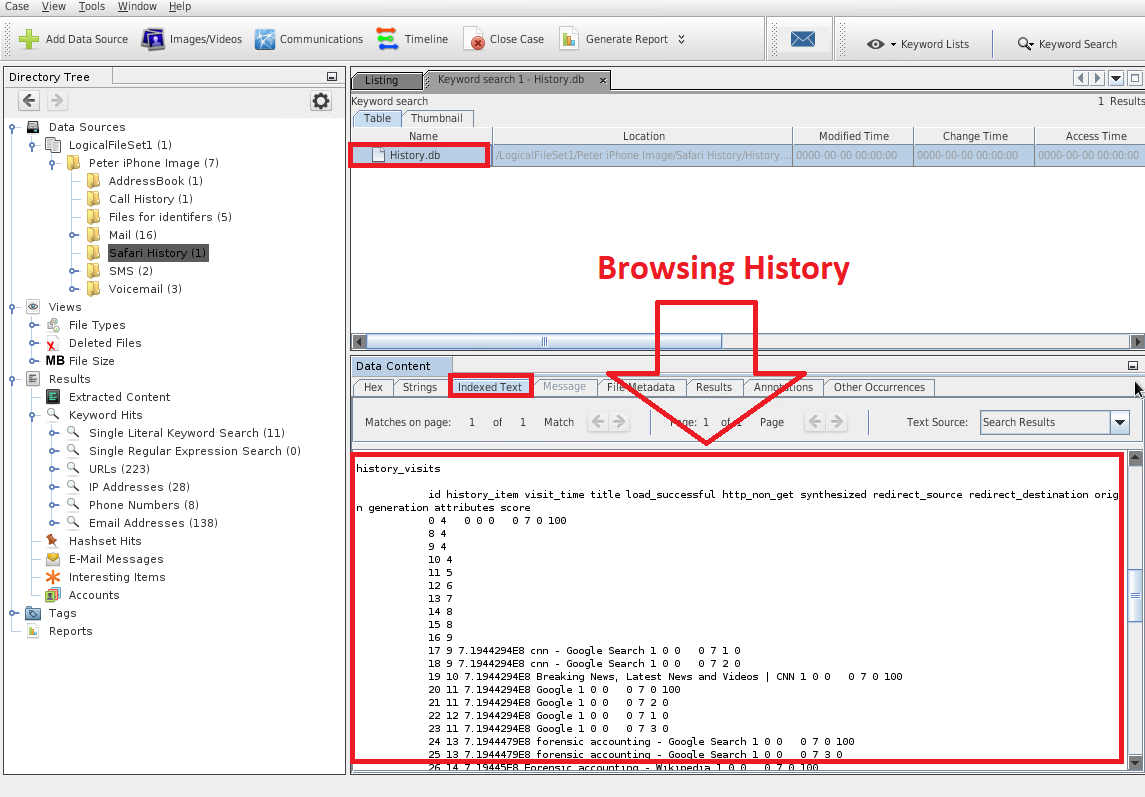 Case View Tools Window Help
Add Data Source Images/Videos Communications Timeline Close Case Generate Report Keyword Lists Keyword Search
Directory Tree
Data Sources
LogicalFileSet1 (1)
Peter iPhone Image (7)
AddressBook (1)
Call History (1)
Files for identifers (5)
Mail (16)
Safari History (1)
SMS (2)
Voicemail (3)
Views
File Types
Deleted Files
MB File Size
Results
Extracted Content
Keyword Hits
Single Literal Keyword Search (11)
Single Regular Expression Search (0)
URLs (223)
IP Addresses (28)
Phone Numbers (8)
Email Addresses (138)
Hashset Hits
E-Mail Messages
Interesting Items
Accounts
Tags
Reports
Listing Keyword search 1 - History.db
Keyword search 1 Results
Table Thumbnail
Name Location Modified Time Change Time Access Time
History.db /LogicalFileSet1/Peter iPhone Image/Safari History/History.... 0000-00-00 00:00:00 0000-00-00 00:00:00 0000-00-00 00:00:00
Browsing History
Data Content
Hex Strings Indexed Text Message File Metadata Results Annotations Other Occurrences
Matches on page: 1 of 1 Match Page: 1 of 1 Page Text Source: Search Results
history_visits
id history_item visit_time title load_successful http_non_get synthesized redirect_source redirect_destination orig
n generation attributes score
0 4 0 0 0 0 7 0 100
8 4
9 4
10 4
11 5
12 6
13 7
14 8
15 8
16 9
17 9 7.1944294E8 cnn - Google Search 1 0 0 0 7 1 0
18 9 7.1944294E8 cnn - Google Search 1 0 0 0 7 2 0
19 10 7.1944294E8 Breaking News, Latest News and Videos | CNN 1 0 0 0 7 0 100
20 11 7.1944294E8 Google 1 0 0 0 7 0 100
21 11 7.1944294E8 Google 1 0 0 0 7 2 0
22 12 7.1944294E8 Google 1 0 0 0 7 1 0
23 11 7.1944294E8 Google 1 0 0 0 7 3 0
24 13 7.1944479E8 forensic accounting - Google Search 1 0 0 0 7 0 100
25 13 7.1944479E8 forensic accounting - Google Search 1 0 0 0 7 3 0
26 14 7.19445E8 Forensic accounting - Wikipedia 1 0 0 0 7 0 100